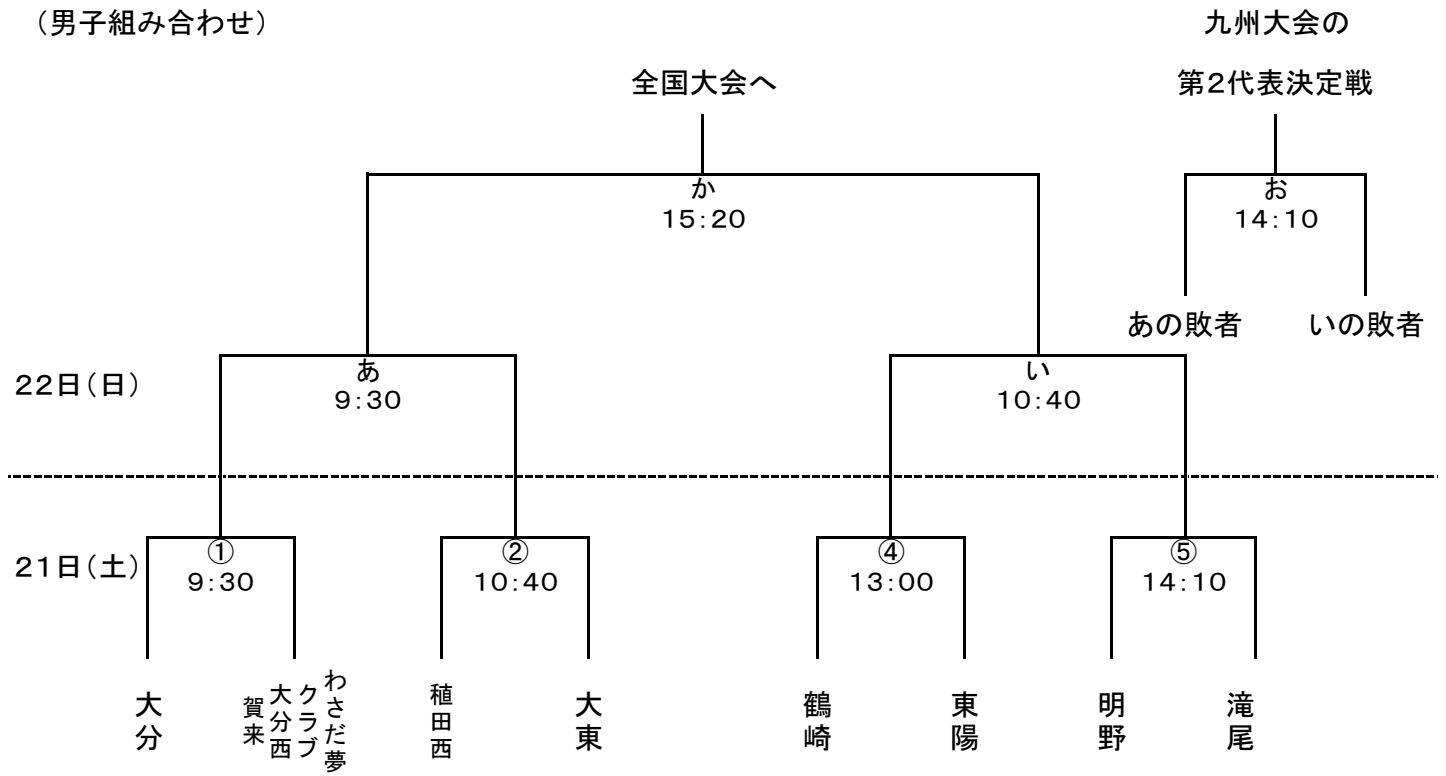 （男子組み合わせ）
九州大会の
全国大会へ
第2代表決定戦
か
15:20
お
14:10
あの敗者
いの敗者
22日（日）
あ
9:30
い
10:40
21日（土）
①
9:30
②
10:40
④
13:00
⑤
14:10
大分
わさだ夢
クラブ
大分西
賀来
稙田西
大東
鶴崎
東陽
明野
滝尾